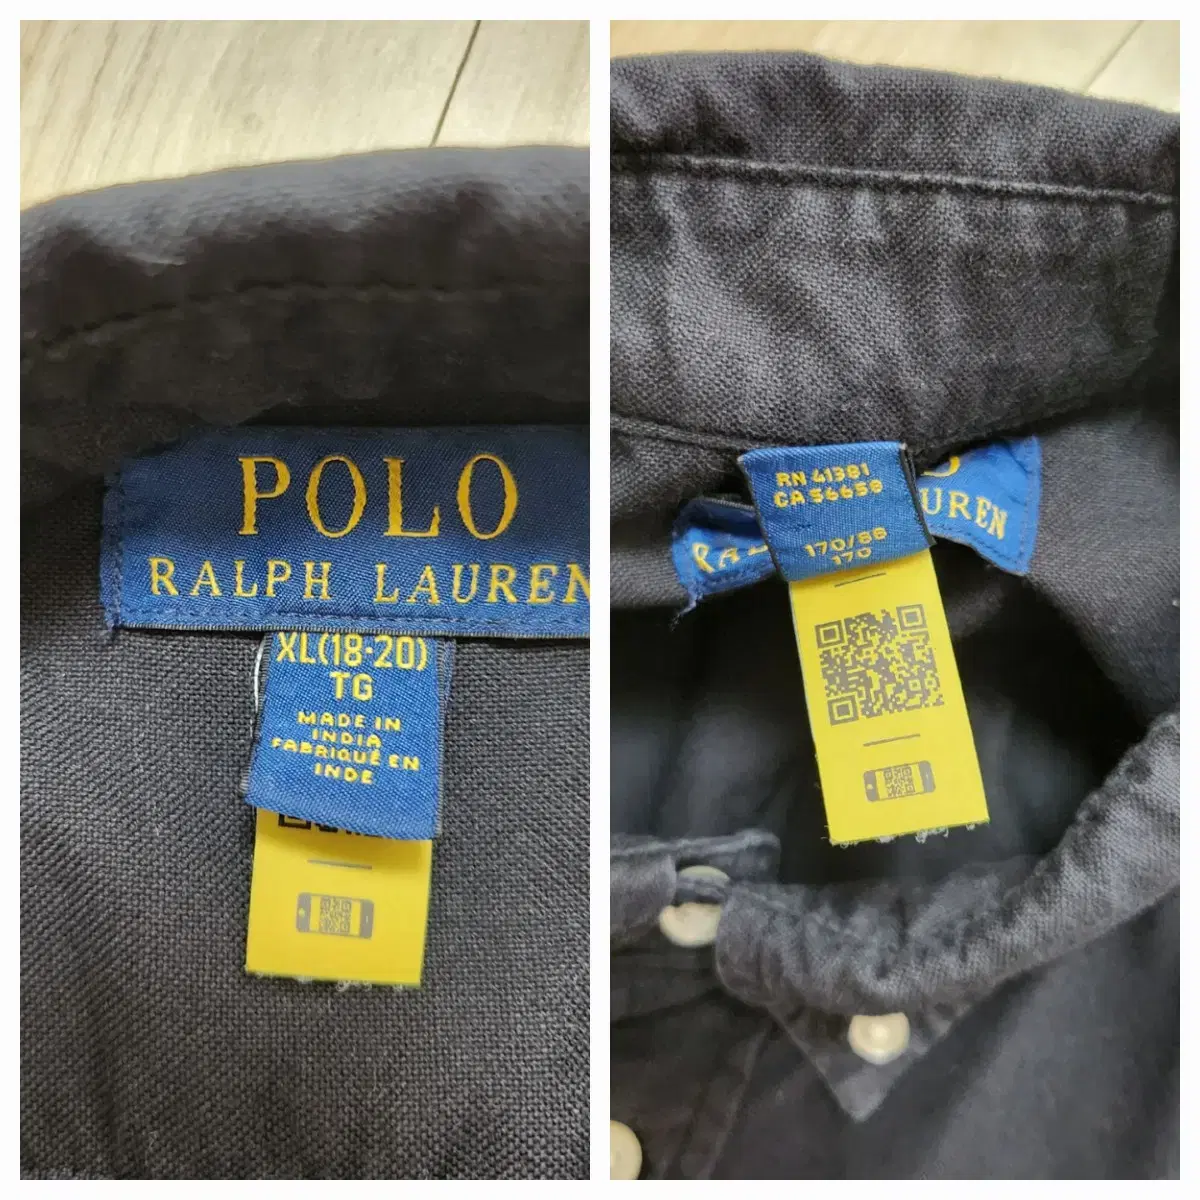 POLO
RALPH LAUREN
XL(18-20)
TG
MADE IN
INDIA
FABRIQUÉ EN
INDE
RN 41381
CA 56658
UREN
170/88
170